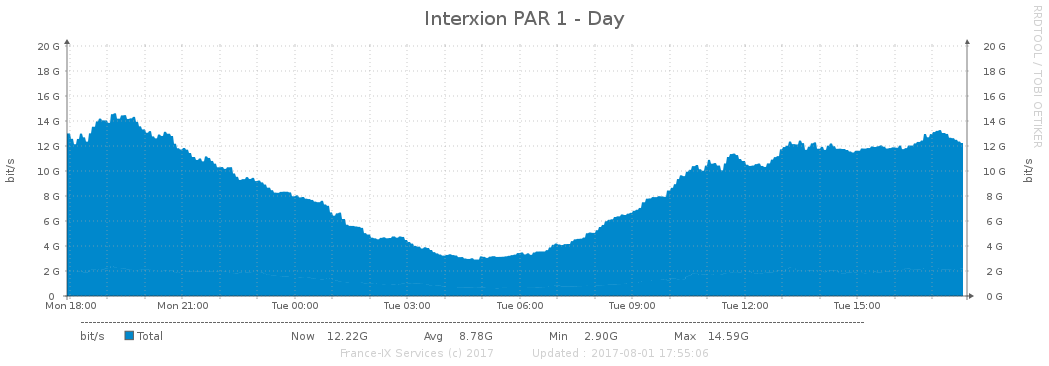 Interxion PAR 1 - Day
RRDTOOL / TOBI OETIKER
bit/s
20 G 20 G
18 G 18 G
16 G 16 G
14 G 14 G
12 G 12 G
10 G 10 G
8 G 8 G
6 G 6 G
4 G 4 G
2 G 2 G
0 0 G
bit/s
Mon 18:00 Mon 21:00 Tue 00:00 Tue 03:00 Tue 06:00 Tue 09:00 Tue 12:00 Tue 15:00
bit/s Total Now 12.22G Avg 8.78G Min 2.90G Max 14.59G
France-IX Services (c) 2017 Updated : 2017-08-01 17:55:06